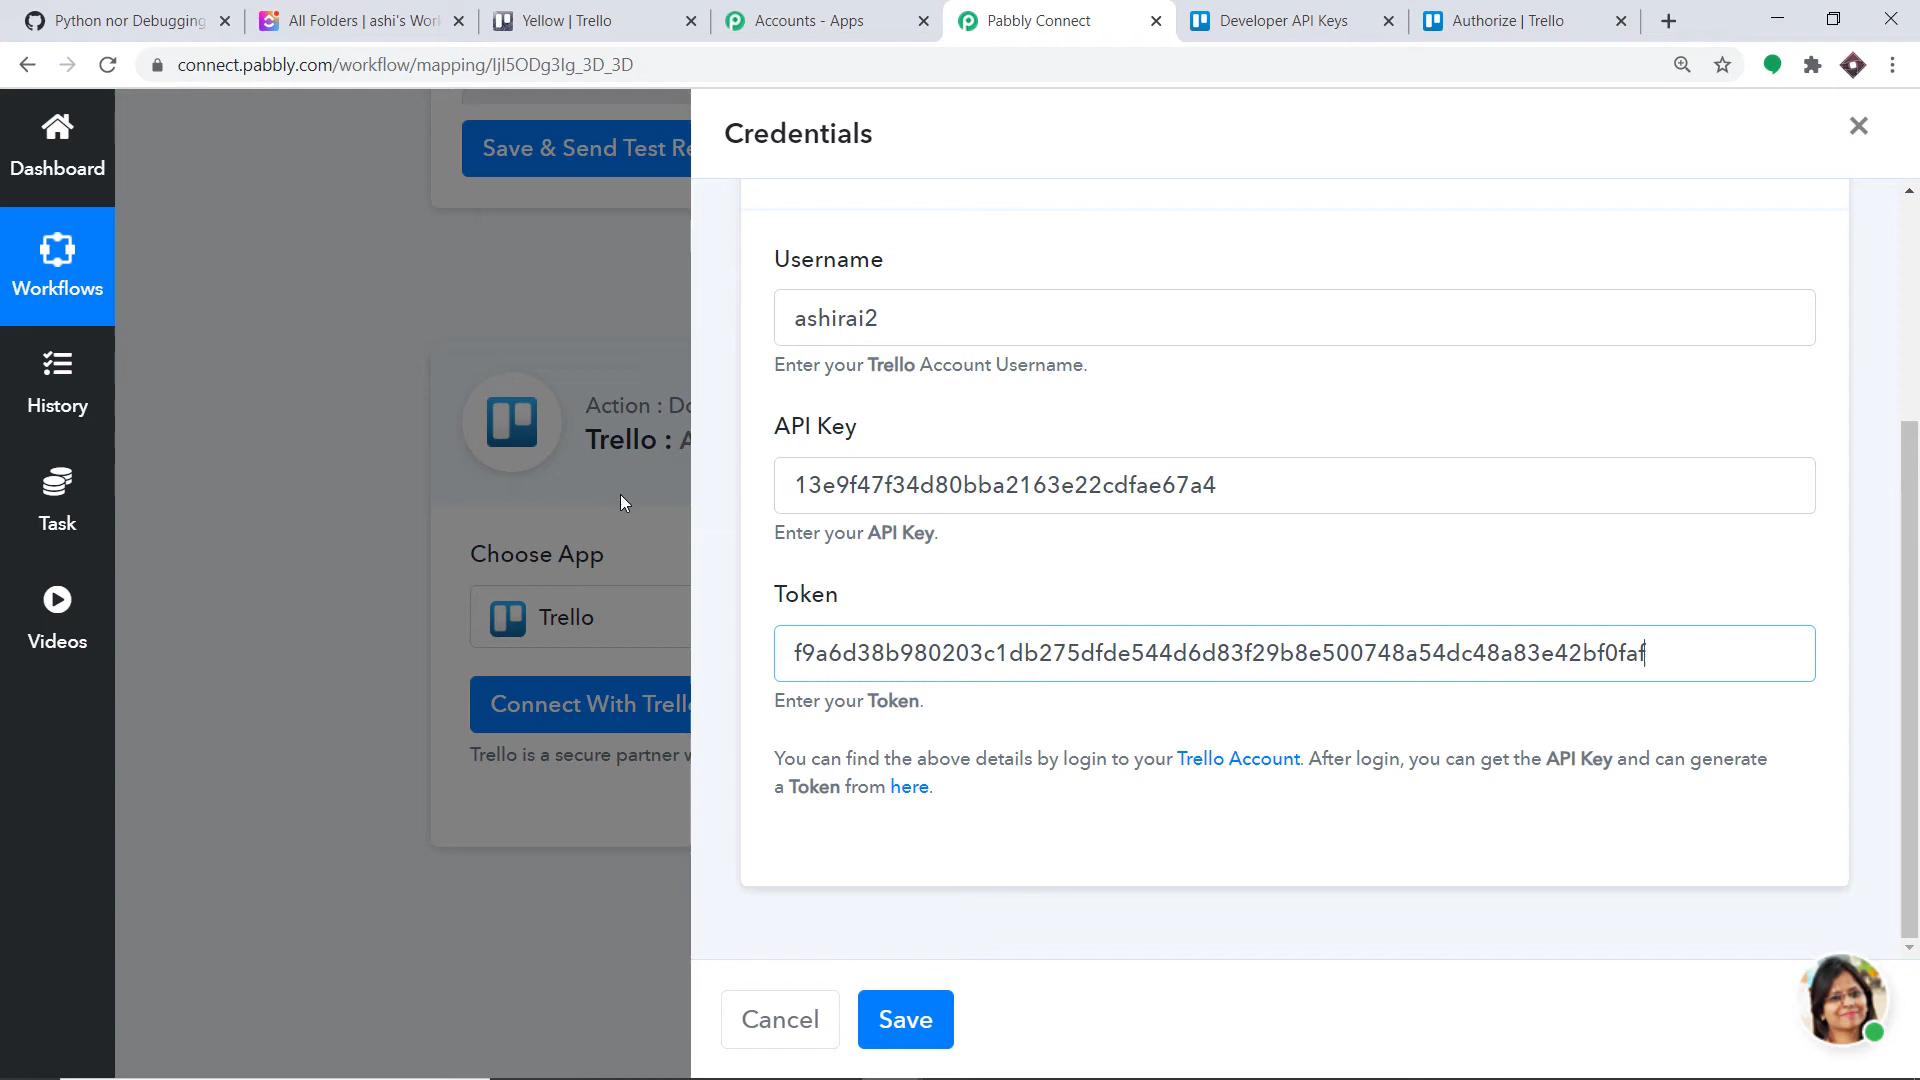 Python nor Debugging
All Folders | ashi's Work
Yellow | Trello
Accounts - Apps
Pabbly Connect
Developer API Keys
Authorize | Trello
connect.pabbly.com/workflow/mapping/IjI5ODg3Ig_3D_3D
Dashboard
Workflows
History
Task
Videos
Save & Send Test Re
Action : Do
Trello : A
Choose App
Trello
Connect With Trello
Trello is a secure partner w
Credentials
Username
ashirai2
Enter your Trello Account Username.
API Key
13e9f47f34d80bba2163e22cdfae67a4
Enter your API Key.
Token
f9a6d38b980203c1db275dfde544d6d83f29b8e500748a54dc48a83e42bf0faf
Enter your Token.
You can find the above details by login to your Trello Account. After login, you can get the API Key and can generate
a Token from here.
Cancel
Save